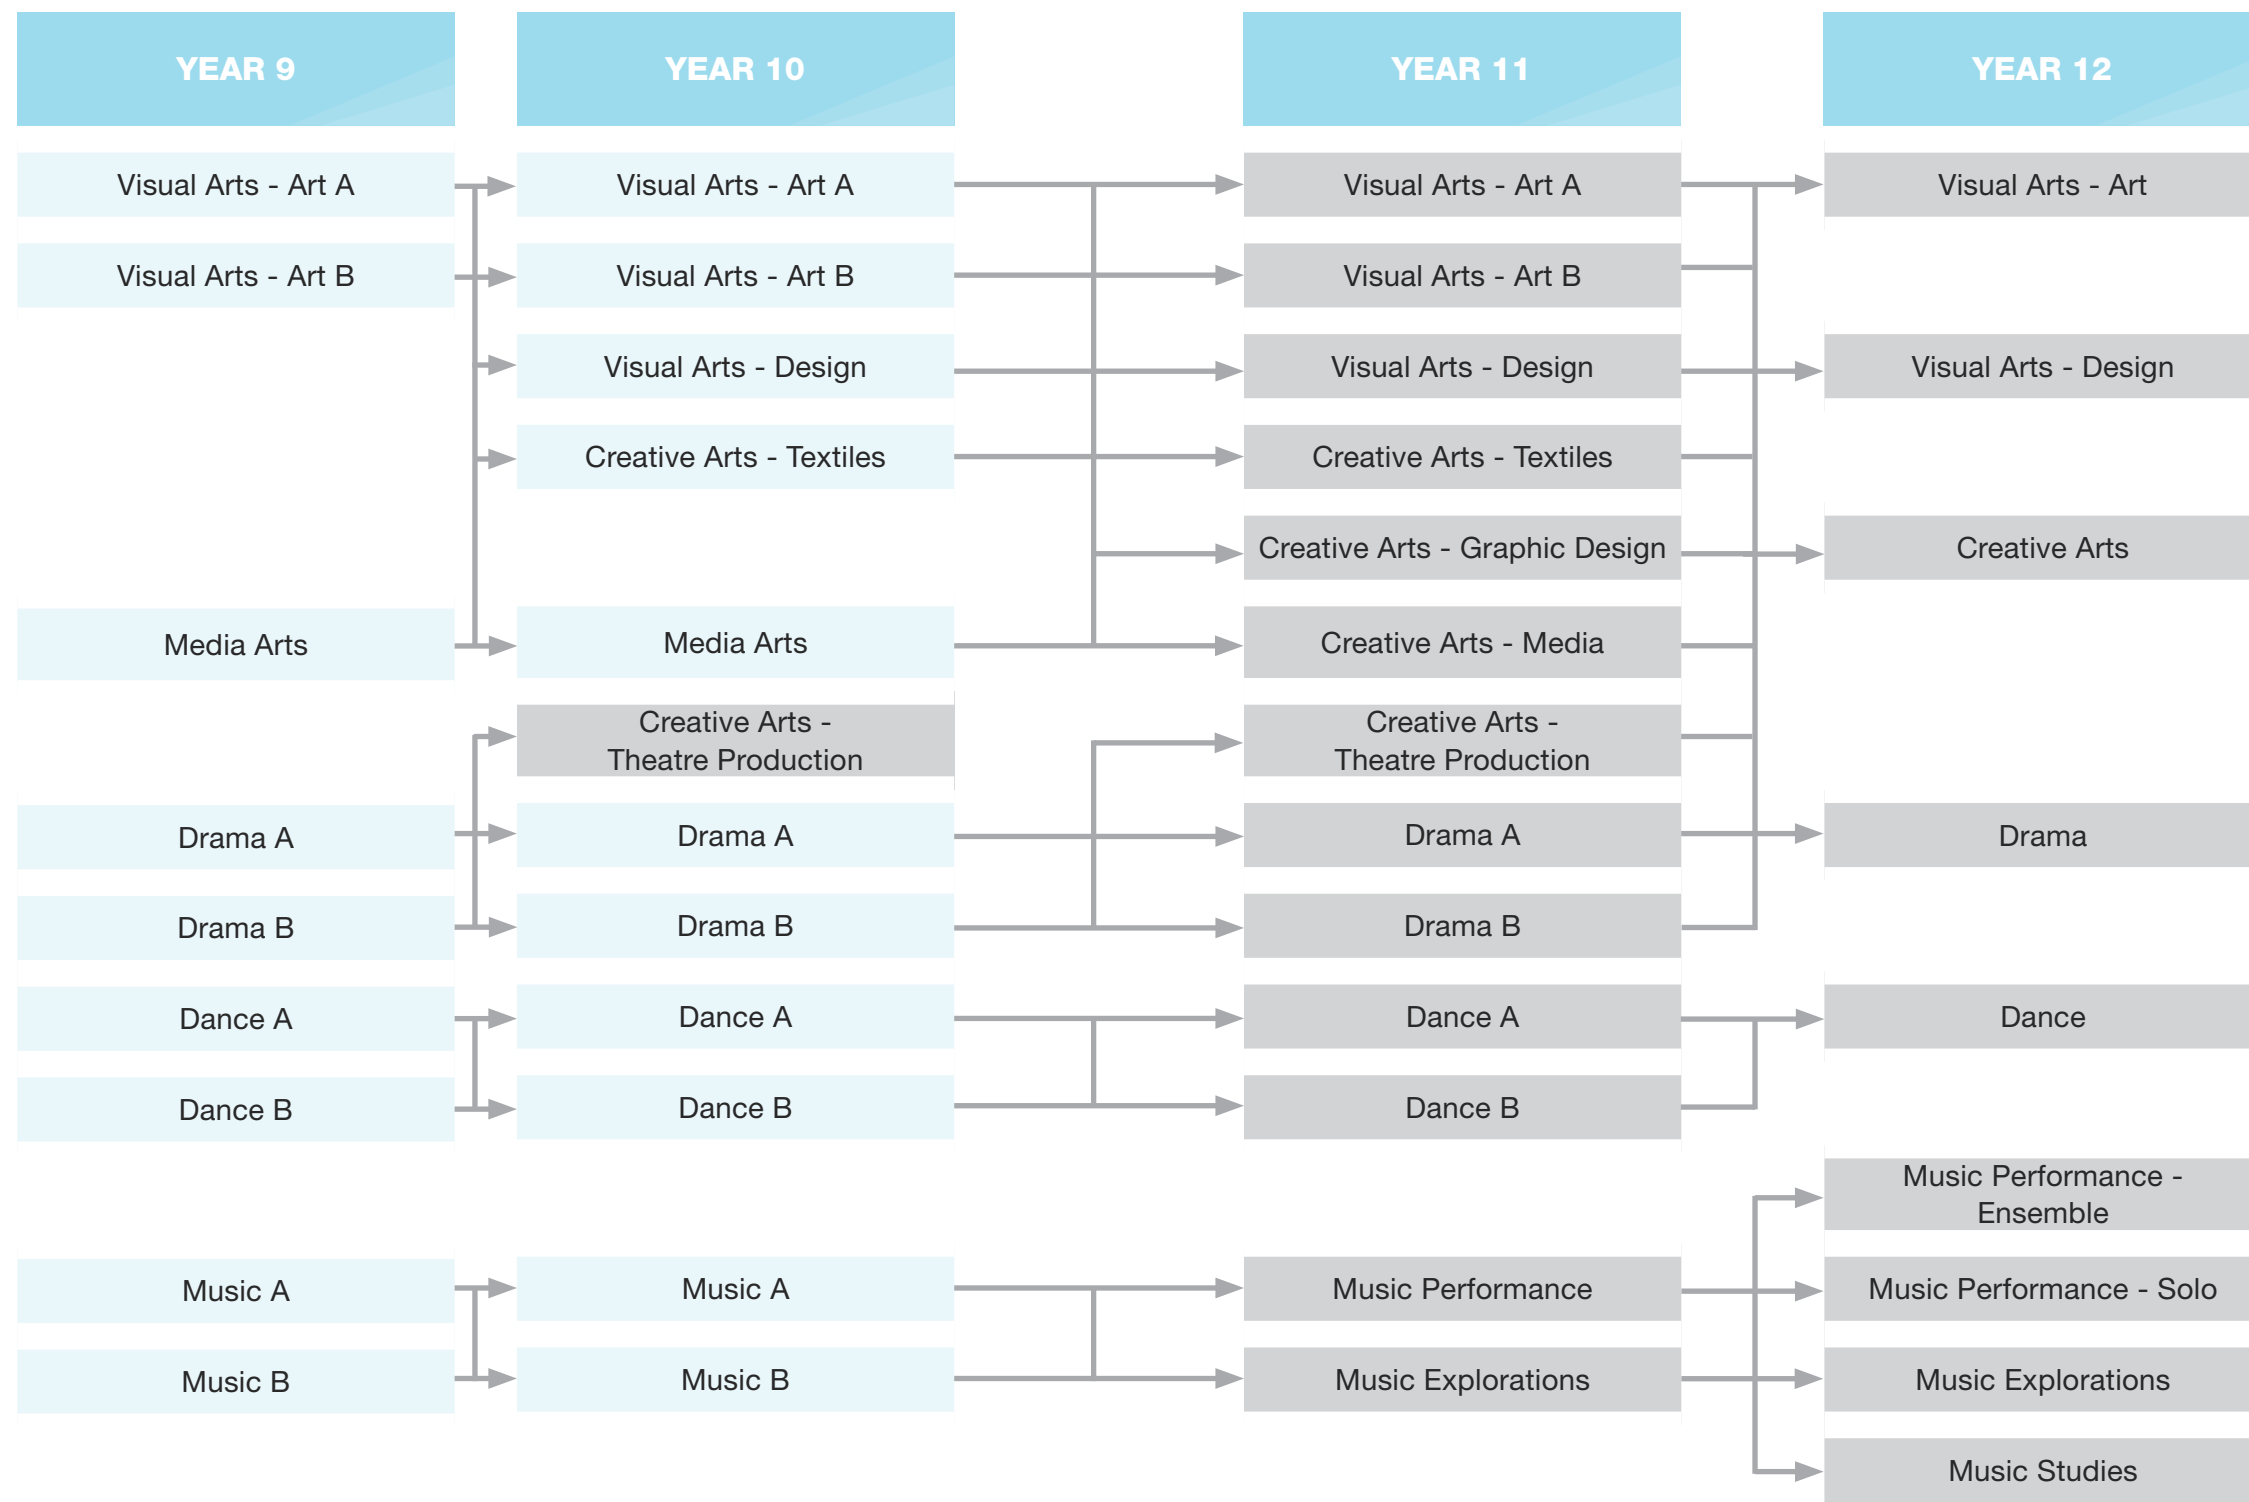 YEAR 9
YEAR 10
YEAR 11
YEAR 12
Visual Arts - Art A
Visual Arts - Art A
Visual Arts - Art A
Visual Arts - Art
Visual Arts - Art B
Visual Arts - Art B
Visual Arts - Art B
Visual Arts - Design
Visual Arts - Design
Visual Arts - Design
Creative Arts - Textiles
Creative Arts - Textiles
Creative Arts - Graphic Design
Creative Arts
Media Arts
Media Arts
Creative Arts - Media
Creative Arts -
Theatre Production
Creative Arts -
Theatre Production
Drama A
Drama A
Drama A
Drama
Drama B
Drama B
Drama B
Dance A
Dance A
Dance A
Dance
Dance B
Dance B
Dance B
Music Performance -
Ensemble
Music A
Music A
Music Performance
Music Performance - Solo
Music B
Music B
Music Explorations
Music Explorations
Music Studies